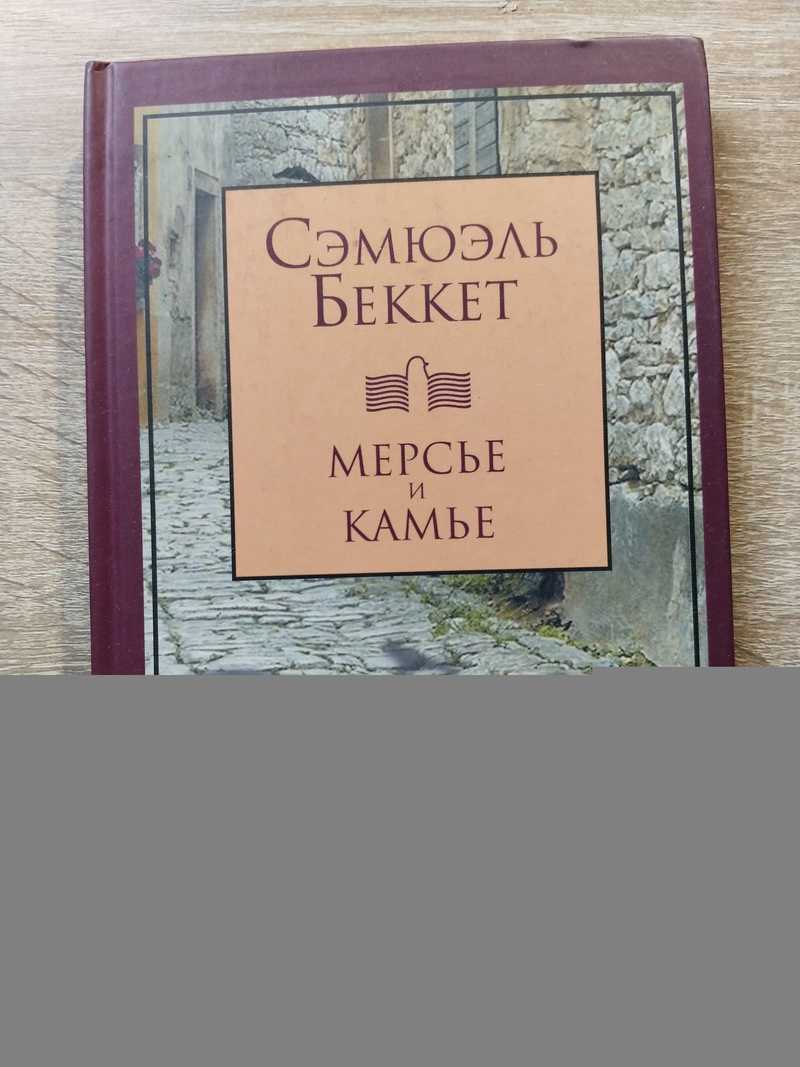 Сэмюэль
Беккет
Мерсье
и
Камье